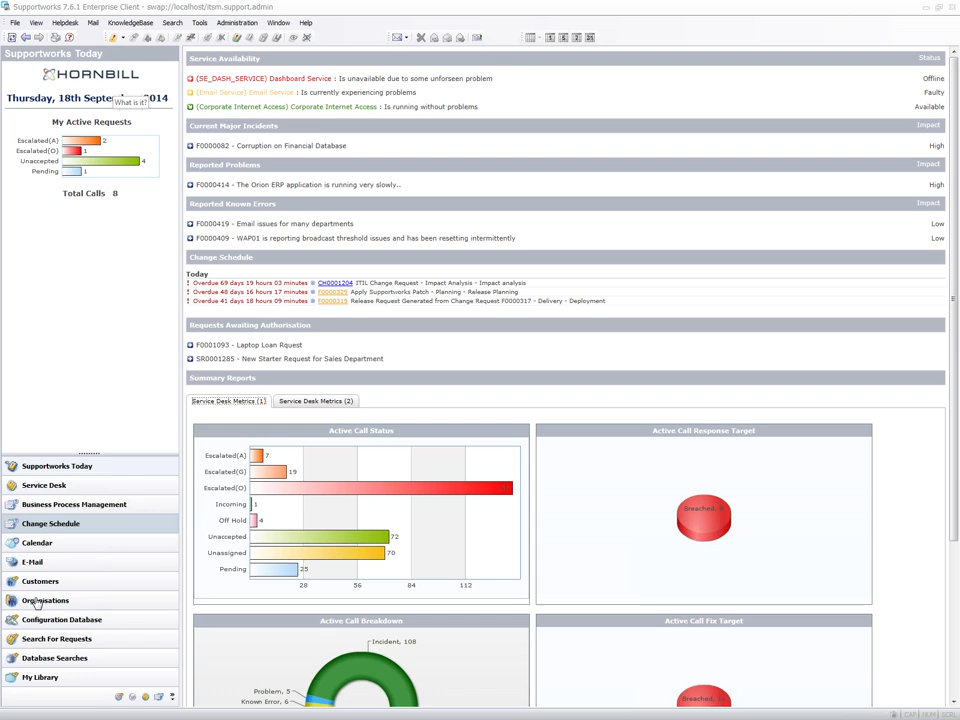 Supportworks 7.6.1 Enterprise Client - swap://localhost/itsm.support.admin
File View Helpdesk Mail KnowledgeBase Search Tools Administration Window Help
Supportworks Today
HORNBILL
Thursday, 18th September 2014
What is it?
My Active Requests
Escalated(A) 2
Escalated(O) 1
Unaccepted 4
Pending 1
Total Calls 8
Supportworks Today
Service Desk
Business Process Management
Change Schedule
Calendar
E-Mail
Customers
Organisations
Configuration Database
Search For Requests
Database Searches
My Library
Service Availability Status
(SE_DASH_SERVICE) Dashboard Service : Is unavailable due to some unforseen problem Offline
(Email Service) Email Service : Is currently experiencing problems Faulty
(Corporate Internet Access) Corporate Internet Access : Is running without problems Available
Current Major Incidents Impact
F0000082 - Corruption on Financial Database High
Reported Problems Impact
F0000414 - The Orion ERP application is running very slowly.. High
Reported Known Errors Impact
F0000419 - Email issues for many departments Low
F0000409 - WAP01 is reporting broadcast threshold issues and has been resetting intermittently Low
Change Schedule
Today
! Overdue 69 days 19 hours 03 minutes CH0001204 ITIL Change Request - Impact Analysis - Impact analysis
! Overdue 48 days 16 hours 17 minutes F0000325 Apply Supportworks Patch - Planning - Release Planning
! Overdue 41 days 18 hours 09 minutes F0000319 Release Request Generated from Change Request F0000317 - Delivery - Deployment
Requests Awaiting Authorisation
F0001093 - Laptop Loan Rquest
SR0001285 - New Starter Request for Sales Department
Summary Reports
Service Desk Metrics (1) Service Desk Metrics (2)
Active Call Status
Escalated(A) 7
Escalated(G) 19
Escalated(O)
Incoming 1
Off Hold 4
Unaccepted 72
Unassigned 70
Pending 25
28 56 84 112
Active Call Response Target
Breached,
Active Call Breakdown
Incident, 108
Problem, 5
Known Error, 6
Active Call Fix Target
Breached,
CAP NUM SCRL